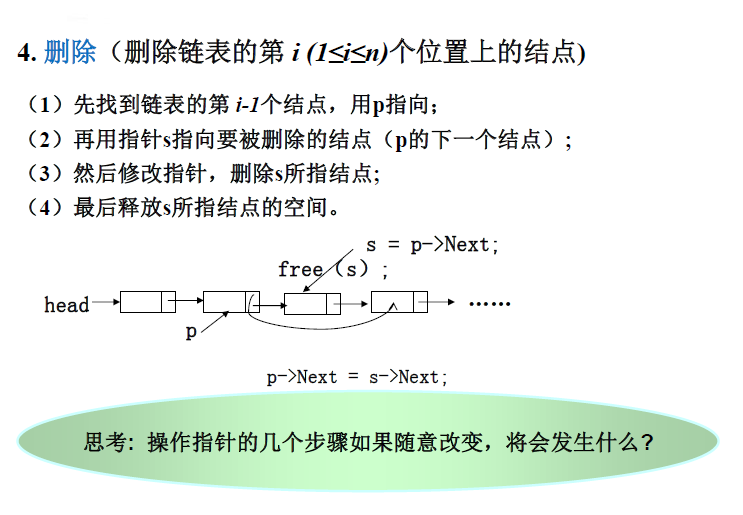 4. 删除（删除链表的第 i (1≤i≤n)个位置上的结点)
（1）先找到链表的第 i-1个结点，用p指向；
（2）再用指针s指向要被删除的结点（p的下一个结点）;
（3）然后修改指针，删除s所指结点;
（4）最后释放s所指结点的空间。
s = p->Next;
free（s）;
head
......
p
p->Next = s->Next;
思考: 操作指针的几个步骤如果随意改变，将会发生什么?